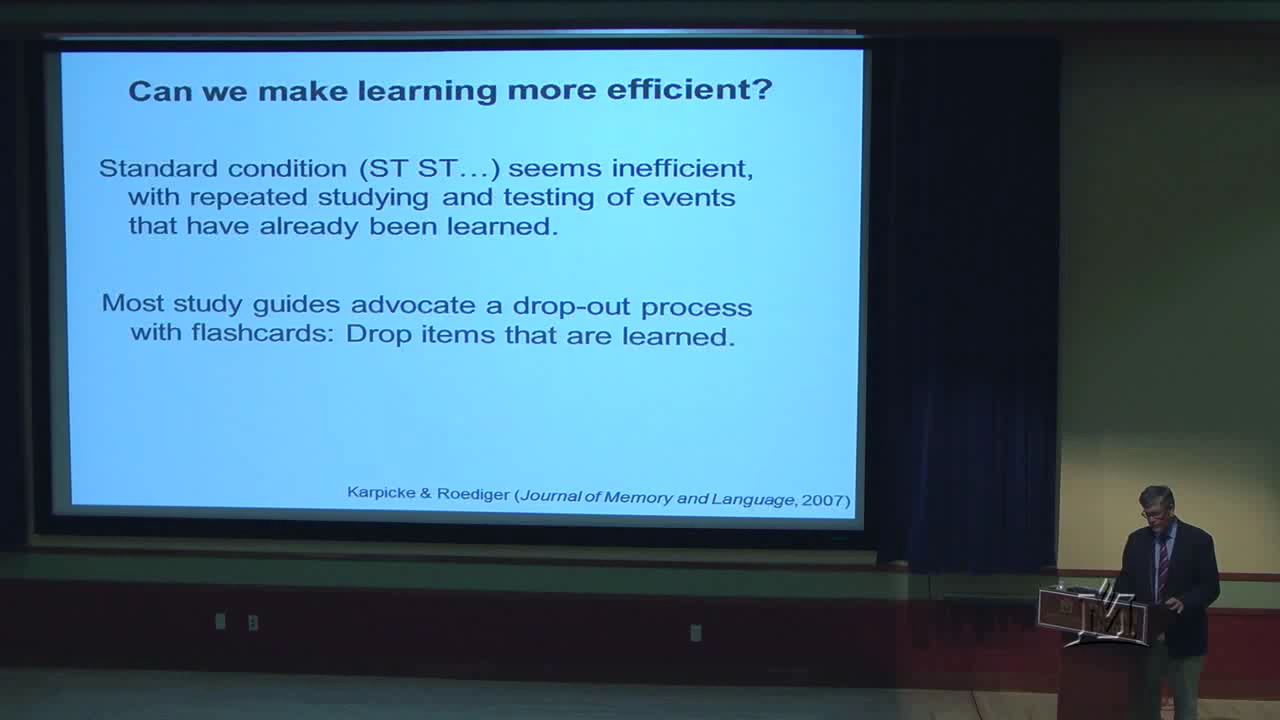 Can we make learning more efficient?
Standard condition (ST ST…) seems inefficient,
with repeated studying and testing of events
that have already been learned.
Most study guides advocate a drop-out process
with flashcards: Drop items that are learned.
Karpicke & Roediger (Journal of Memory and Language, 2007)